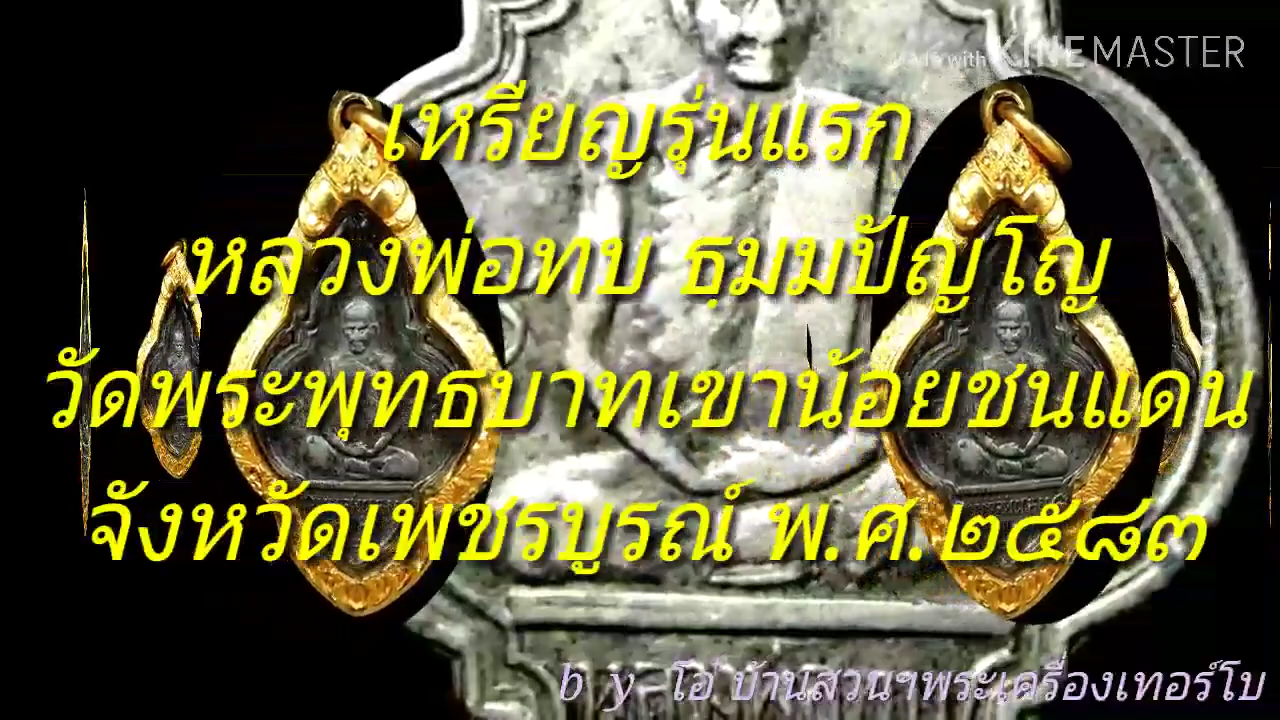 Made with KINEMASTER
เหรียญรุ่นแรก
หลวงพ่อทบ ธฺมมปัญโญ
วัดพระพุทธบาทเขาน้อยชนแดน
จังหวัดเพชรบูรณ์ พ.ศ.๒๕๘๓
b y โอ๋ บ้านสวนฯพระเครื่องเทอร์โบ